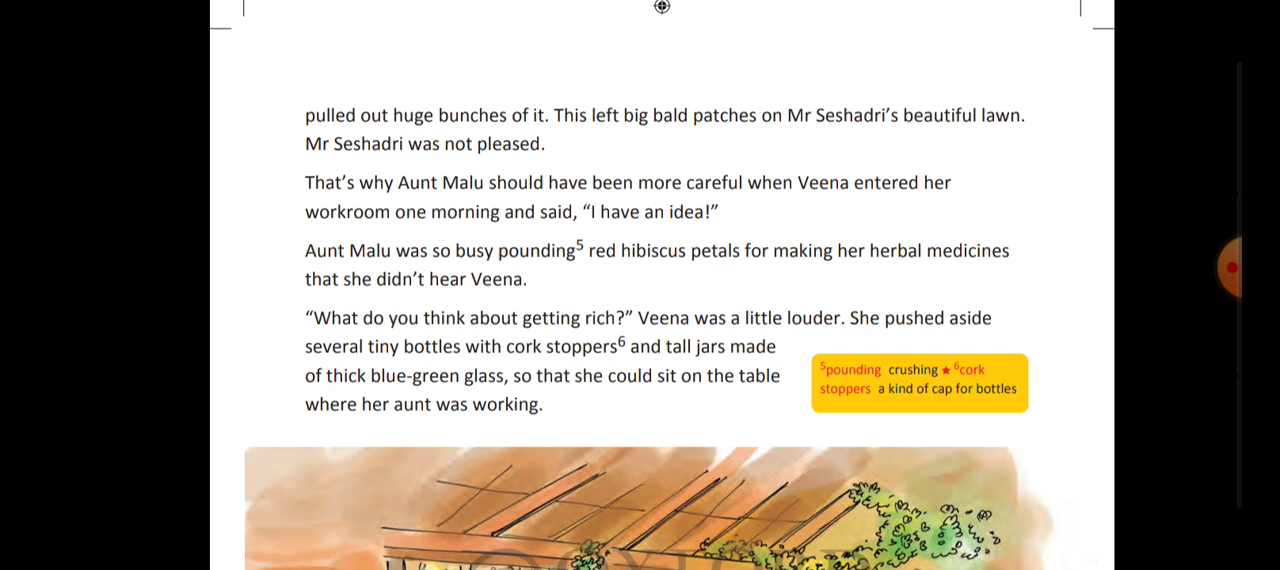 pulled out huge bunches of it. This left big bald patches on Mr Seshadri’s beautiful lawn.
Mr Seshadri was not pleased.
That’s why Aunt Malu should have been more careful when Veena entered her
workroom one morning and said, “I have an idea!”
Aunt Malu was so busy pounding5 red hibiscus petals for making her herbal medicines
that she didn’t hear Veena.
“What do you think about getting rich?” Veena was a little louder. She pushed aside
several tiny bottles with cork stoppers6 and tall jars made
of thick blue-green glass, so that she could sit on the table
where her aunt was working.
5pounding crushing ★ 6cork
stoppers a kind of cap for bottles